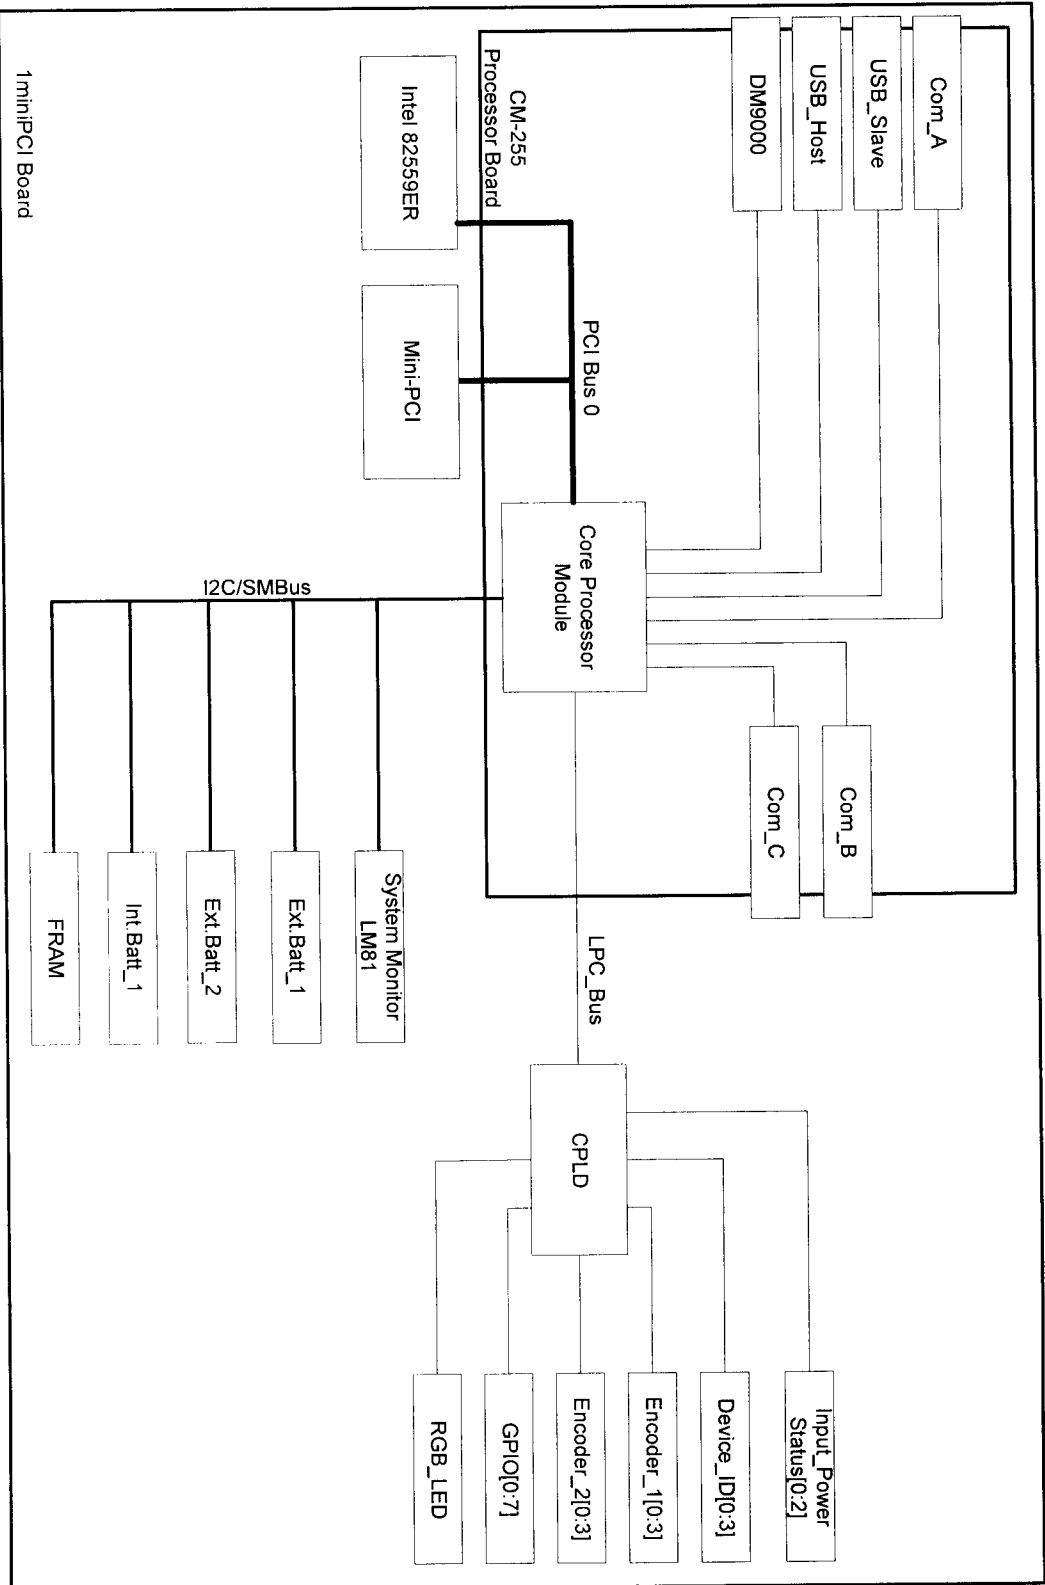 Com_A
USB_Slave
USB_Host
DM9000
CM-255
Processor Board
Intel 82559ER
Mini-PCI
PCI Bus 0
Core Processor
Module
Com_B
Com_C
I2C/SMBus
System Monitor
LM81
Ext.Batt_1
Ext.Batt_2
Int.Batt_1
FRAM
LPC_Bus
CPLD
Input_Power
Status[0:2]
Device_ID[0:3]
Encoder_1[0:3]
Encoder_2[0:3]
GPIO[0:7]
RGB_LED
1miniPCI Board